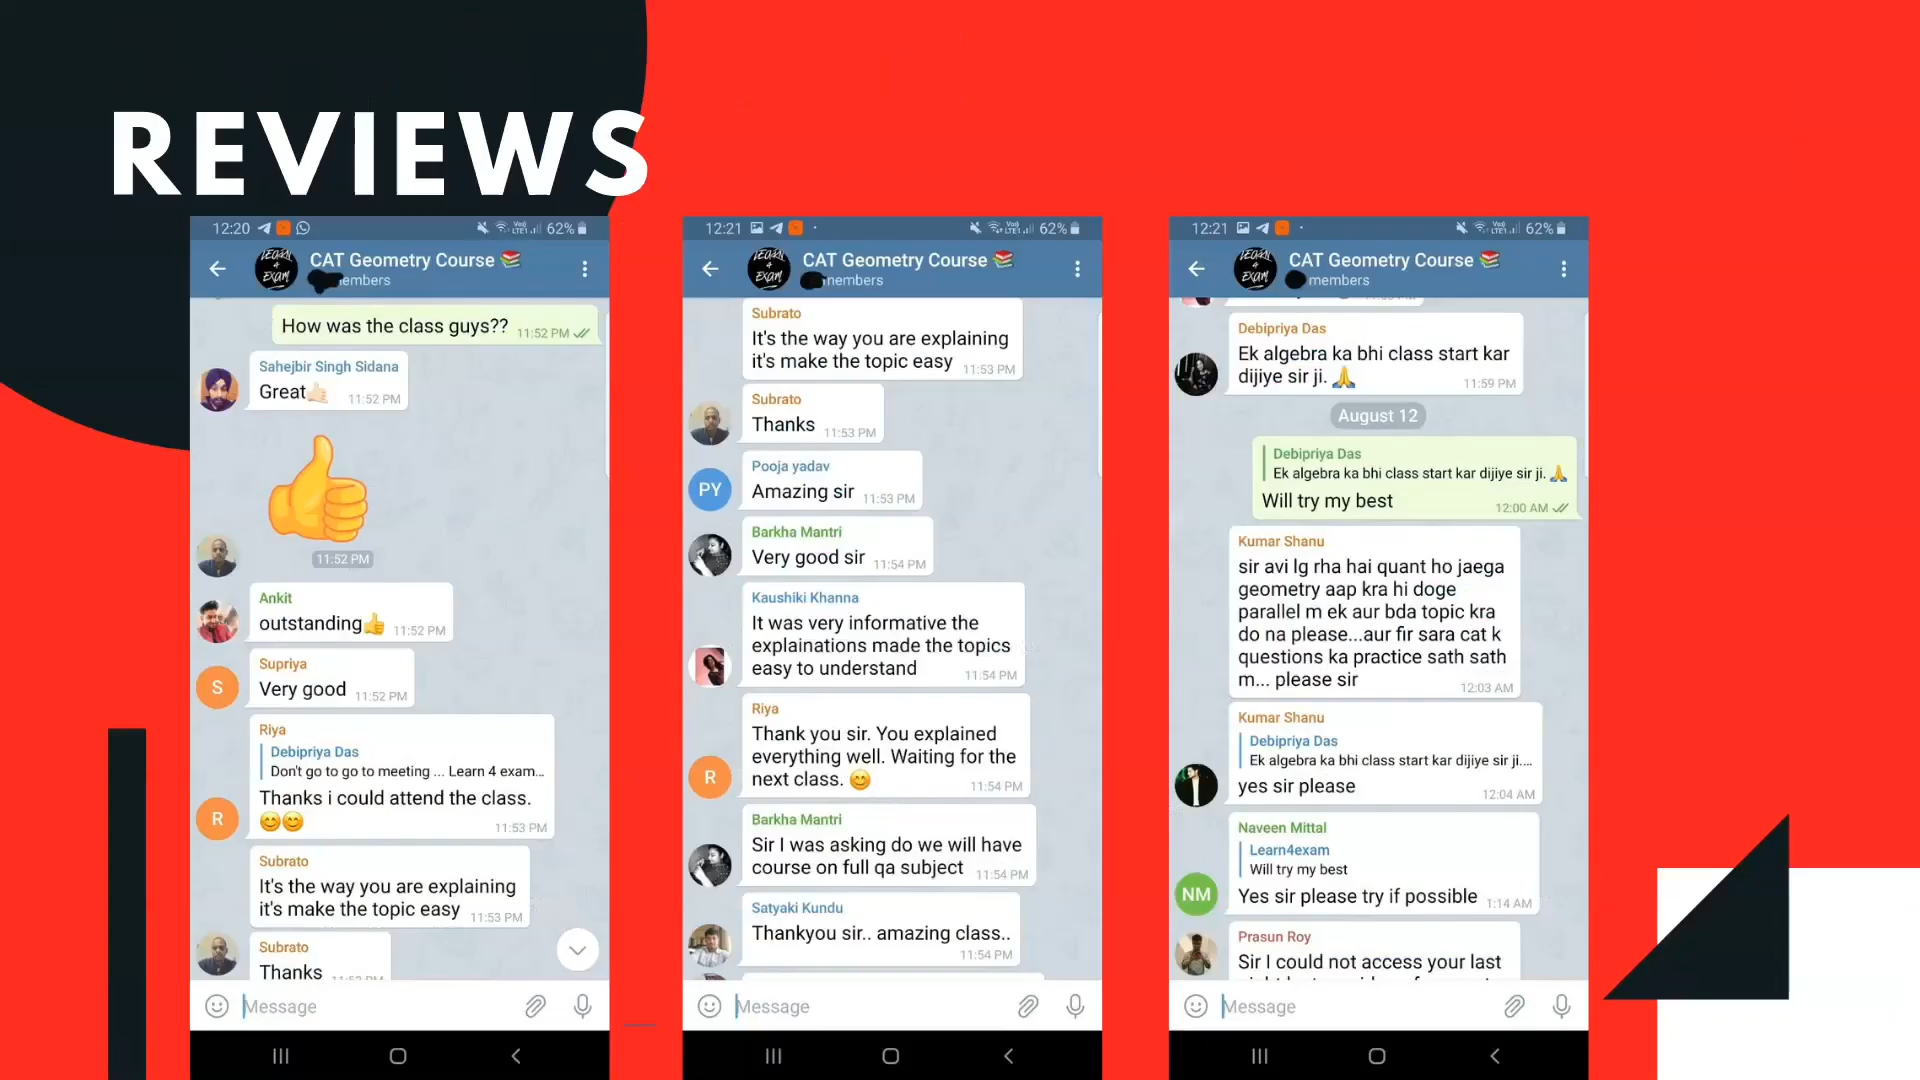 REVIEWS
12:20
62%
LEARN
4
EXAM
CAT Geometry Course
embers
How was the class guys??
11:52 PM
Sahejbir Singh Sidana
Great
11:52 PM
11:52 PM
Ankit
outstanding
11:52 PM
S
Supriya
Very good
11:52 PM
Riya
Debipriya Das
Don't go to go to meeting ... Learn 4 exam...
Thanks i could attend the class.
R
11:53 PM
Subrato
It's the way you are explaining
it's make the topic easy
11:53 PM
Subrato
Thanks
Message
12:21
62%
LEARN
4
EXAM
CAT Geometry Course
members
Subrato
It's the way you are explaining
it's make the topic easy
11:53 PM
Subrato
Thanks
11:53 PM
PY
Pooja yadav
Amazing sir
11:53 PM
Barkha Mantri
Very good sir
11:54 PM
Kaushiki Khanna
It was very informative the
explainations made the topics
easy to understand
11:54 PM
Riya
Thank you sir. You explained
everything well. Waiting for the
next class.
R
11:54 PM
Barkha Mantri
Sir I was asking do we will have
course on full qa subject
11:54 PM
Satyaki Kundu
Thankyou sir.. amazing class..
11:54 PM
Message
12:21
62%
LEARN
4
EXAM
CAT Geometry Course
members
Debipriya Das
Ek algebra ka bhi class start kar
dijiye sir ji.
11:59 PM
August 12
Debipriya Das
Ek algebra ka bhi class start kar dijiye sir ji.
Will try my best
12:00 AM
Kumar Shanu
sir avi lg rha hai quant ho jaega
geometry aap kra hi doge
parallel m ek aur bda topic kra
do na please...aur fir sara cat k
questions ka practice sath sath
m... please sir
12:03 AM
Kumar Shanu
Debipriya Das
Ek algebra ka bhi class start kar dijiye sir ji....
yes sir please
12:04 AM
Naveen Mittal
Learn4exam
Will try my best
NM
Yes sir please try if possible
1:14 AM
Prasun Roy
Sir I could not access your last
Message